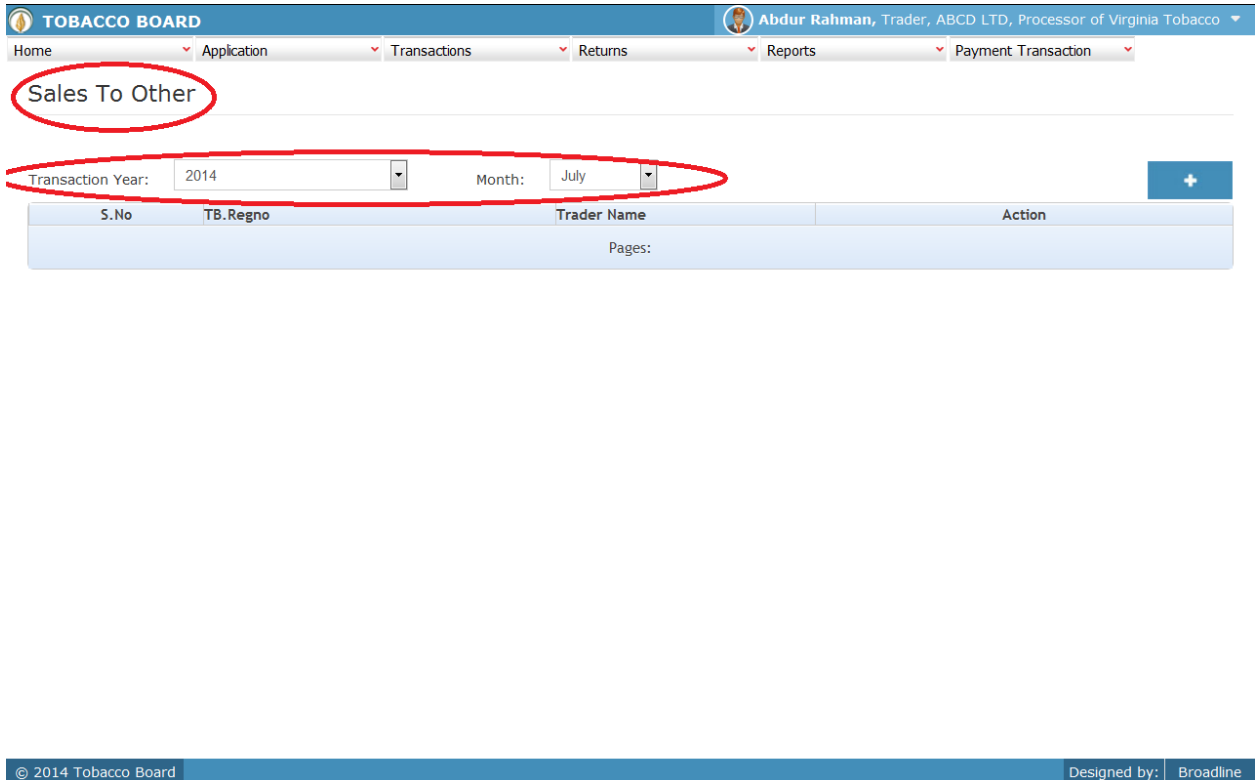 TOBACCO BOARD Abdur Rahman, Trader, ABCD LTD, Processor of Virginia Tobacco
Home Application Transactions Returns Reports Payment Transaction
Sales To Other
Transaction Year: 2014 Month: July +
S.No TB.Regno Trader Name Action
Pages:
© 2014 Tobacco Board Designed by: Broadline